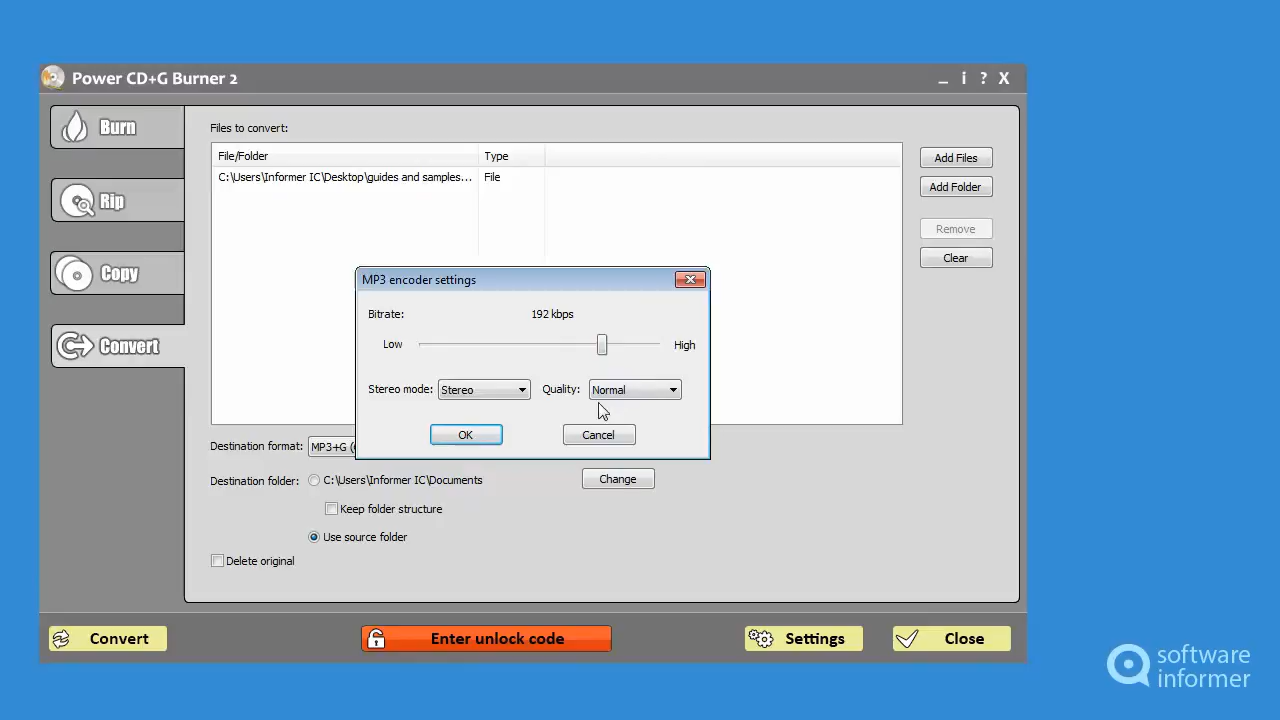 Power CD+G Burner 2
_ i ? X
Burn
Rip
Copy
Convert
Files to convert:
File/Folder Type
C:\Users\Informer IC\Desktop\guides and samples... File
Add Files
Add Folder
Remove
Clear
MP3 encoder settings
Bitrate: 192 kbps
Low High
Stereo mode: Stereo Quality: Normal
OK Cancel
Destination format: MP3+G (
Destination folder: C:\Users\Informer IC\Documents Change
Keep folder structure
Use source folder
Delete original
Convert Enter unlock code Settings Close
software
informer